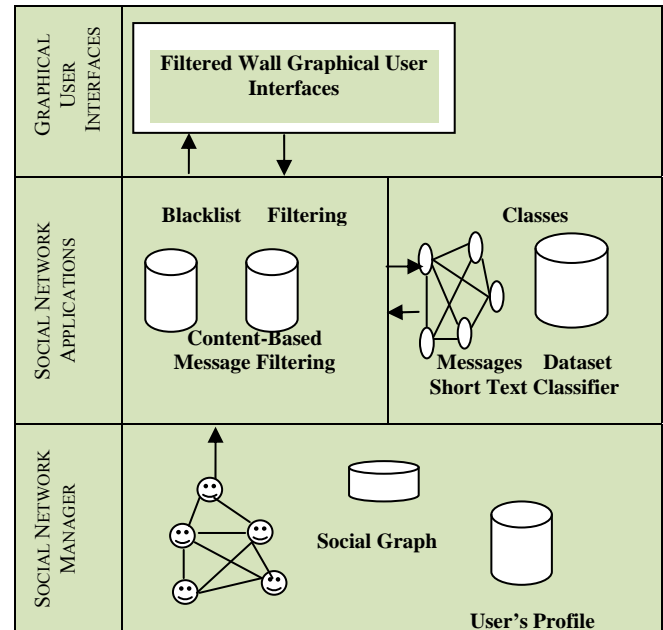 GRAPHICAL
USER
INTERFACES
Filtered Wall Graphical User
Interfaces
SOCIAL NETWORK
APPLICATIONS
Blacklist Filtering
Content-Based
Message Filtering
Classes
Messages Dataset
Short Text Classifier
SOCIAL NETWORK
MANAGER
Social Graph
User's Profile